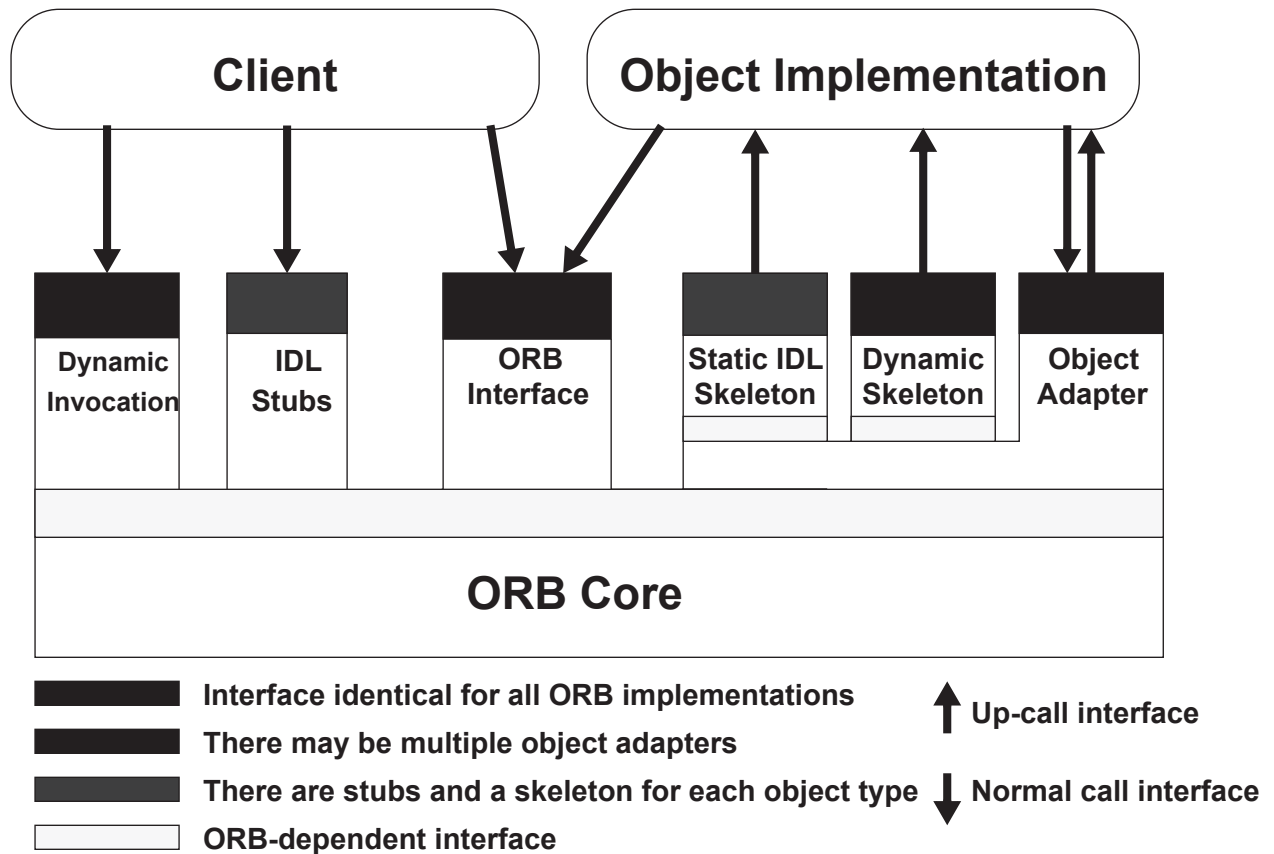 Client
Object Implementation
Dynamic
Invocation
IDL
Stubs
ORB
Interface
Static IDL
Skeleton
Dynamic
Skeleton
Object
Adapter
ORB Core
Interface identical for all ORB implementations
There may be multiple object adapters
There are stubs and a skeleton for each object type
ORB-dependent interface
Up-call interface
Normal call interface